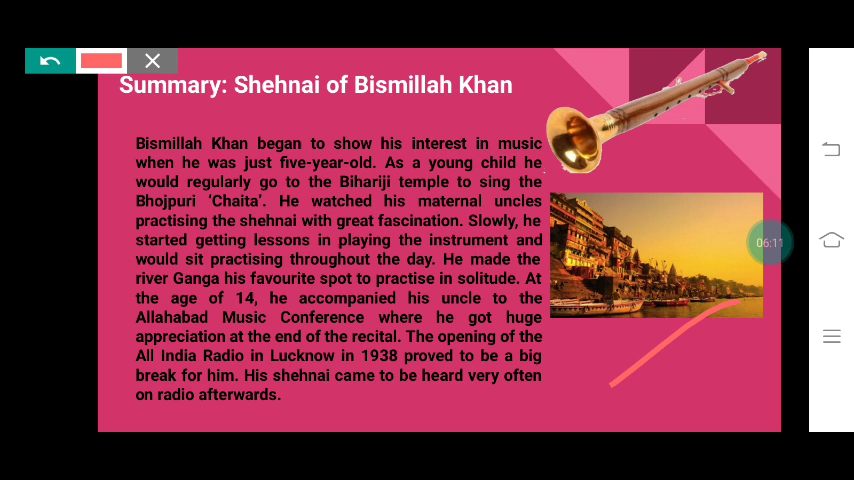 Summary: Shehnai of Bismillah Khan
Bismillah Khan began to show his interest in music
when he was just five-year-old. As a young child he
would regularly go to the Bihariji temple to sing the
Bhojpuri ‘Chaita’. He watched his maternal uncles
practising the shehnai with great fascination. Slowly, he
started getting lessons in playing the instrument and
would sit practising throughout the day. He made the
river Ganga his favourite spot to practise in solitude. At
the age of 14, he accompanied his uncle to the
Allahabad Music Conference where he got huge
appreciation at the end of the recital. The opening of the
All India Radio in Lucknow in 1938 proved to be a big
break for him. His shehnai came to be heard very often
on radio afterwards.
06:11